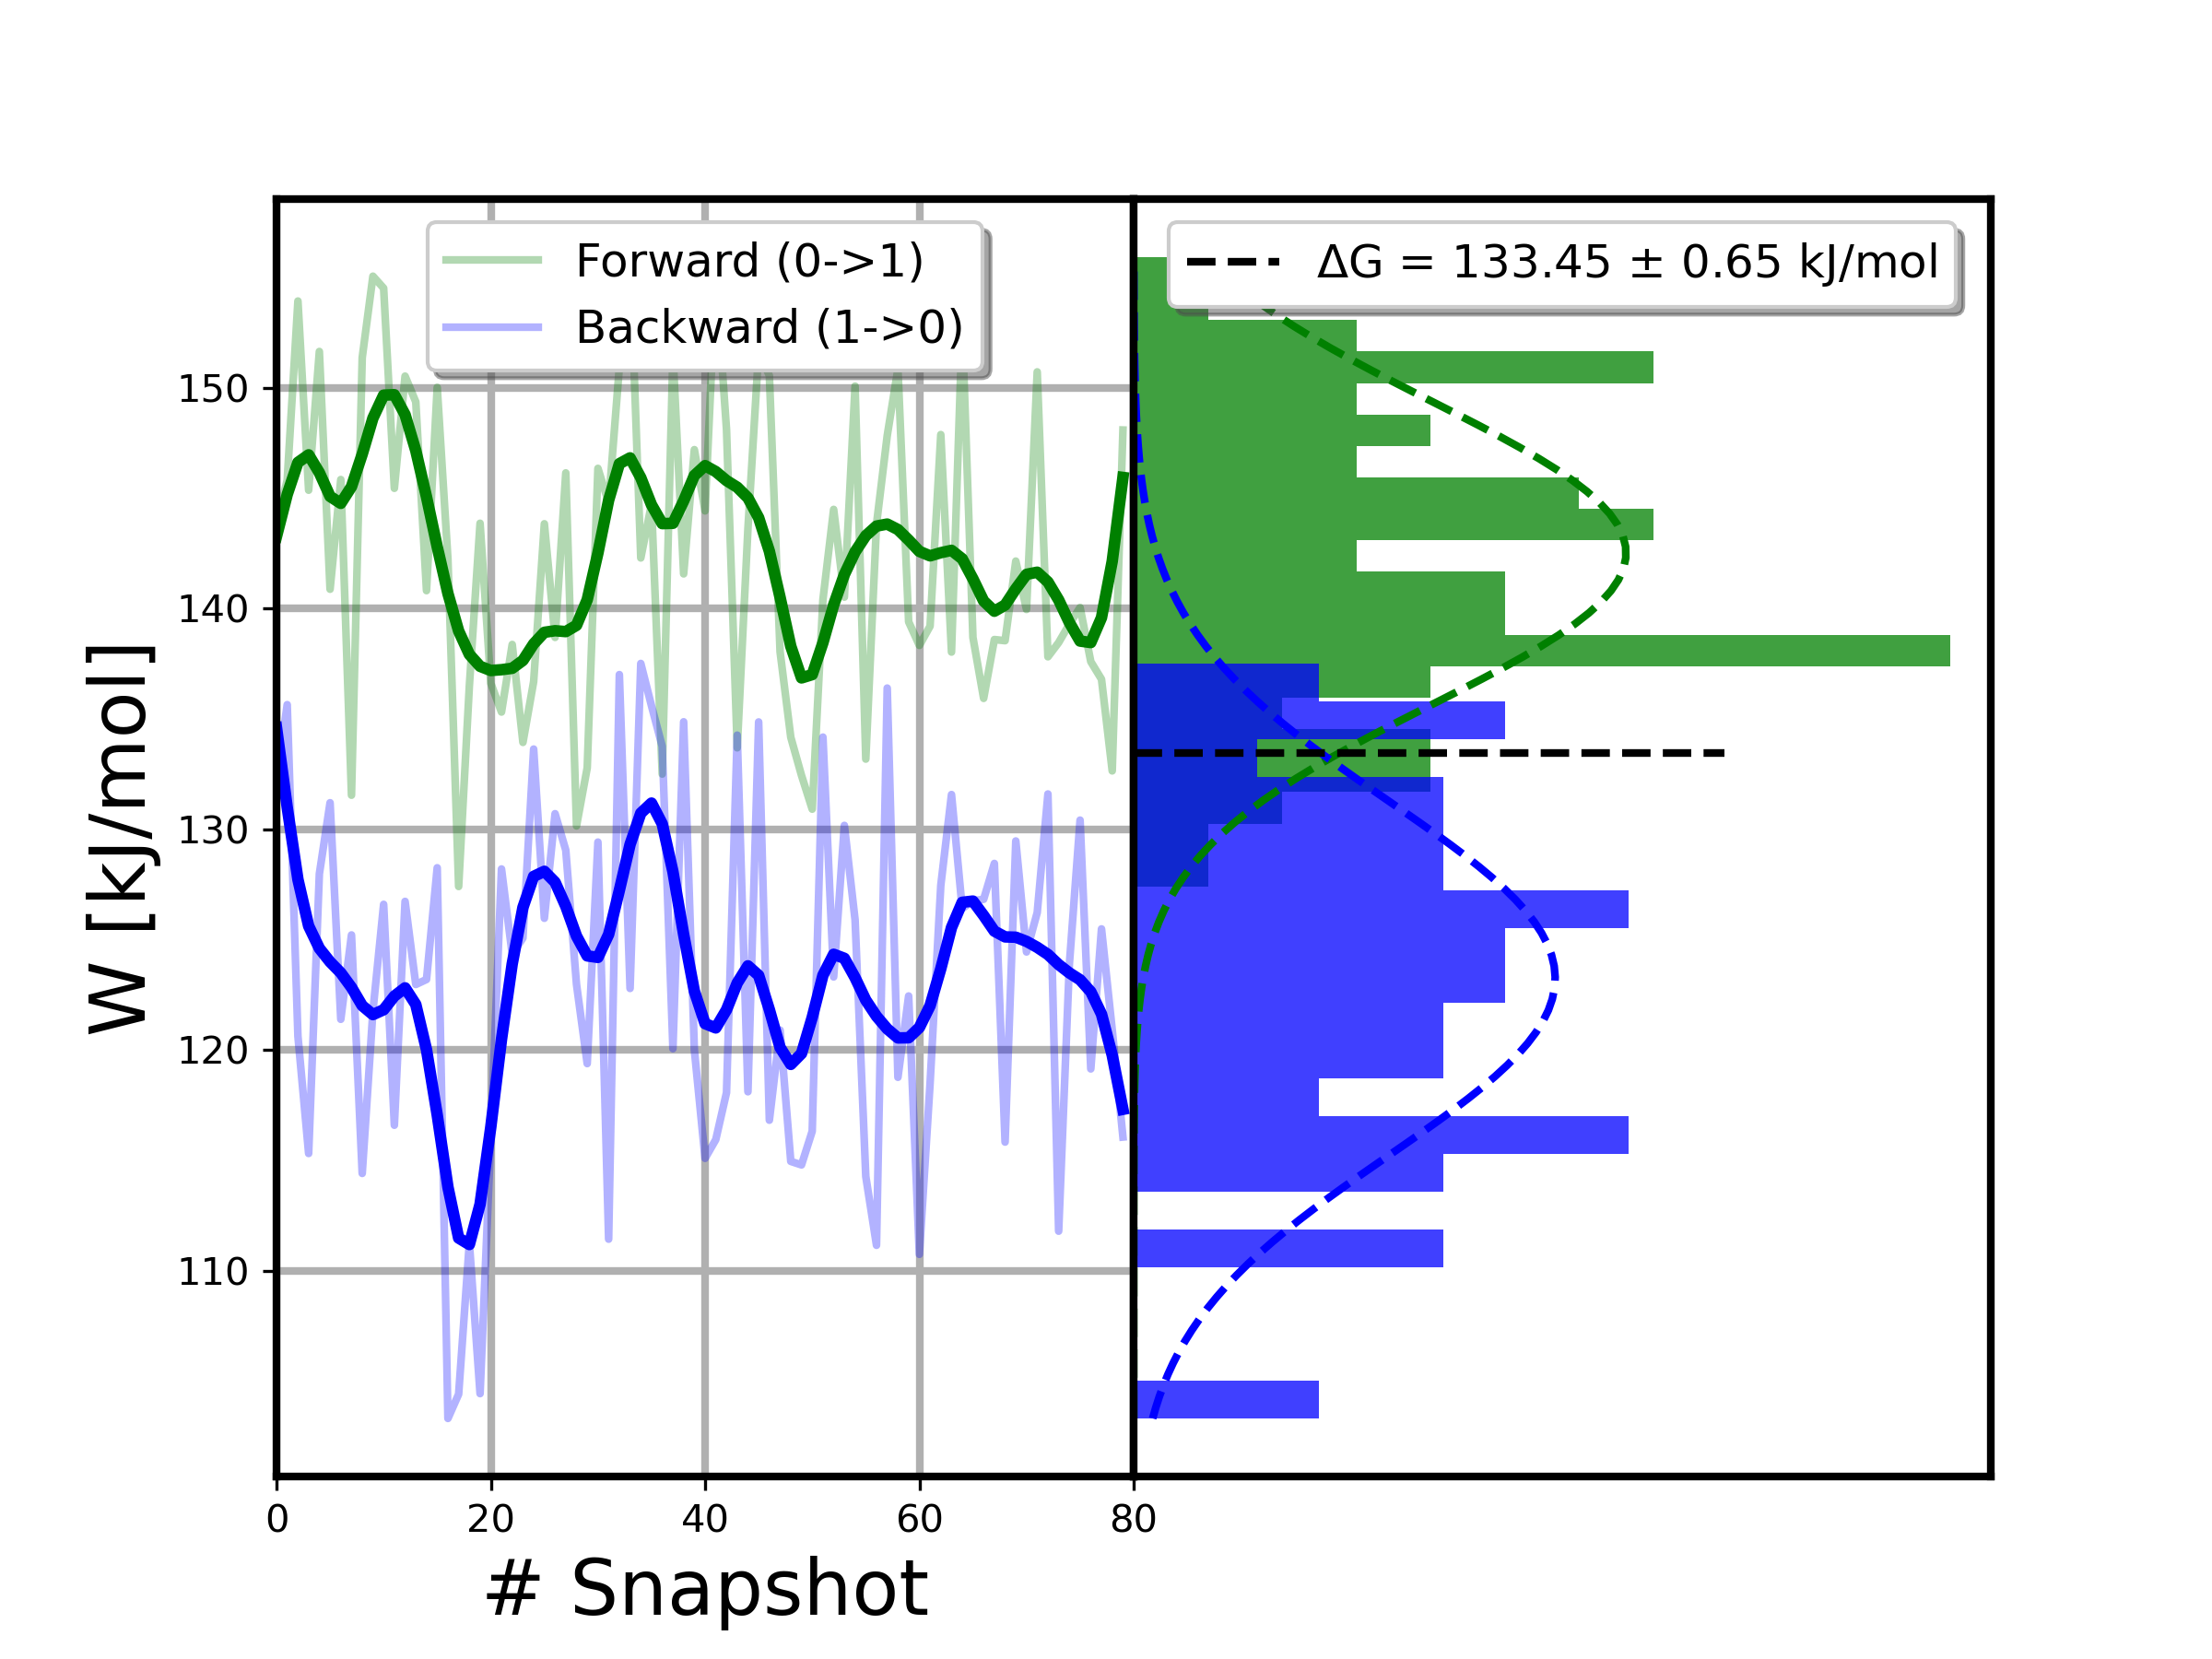 Forward (0->1)
Backward (1->0)
ΔG = 133.45 ± 0.65 kJ/mol
W [kJ/mol]
150
140
130
120
110
0 20 40 60 80
# Snapshot